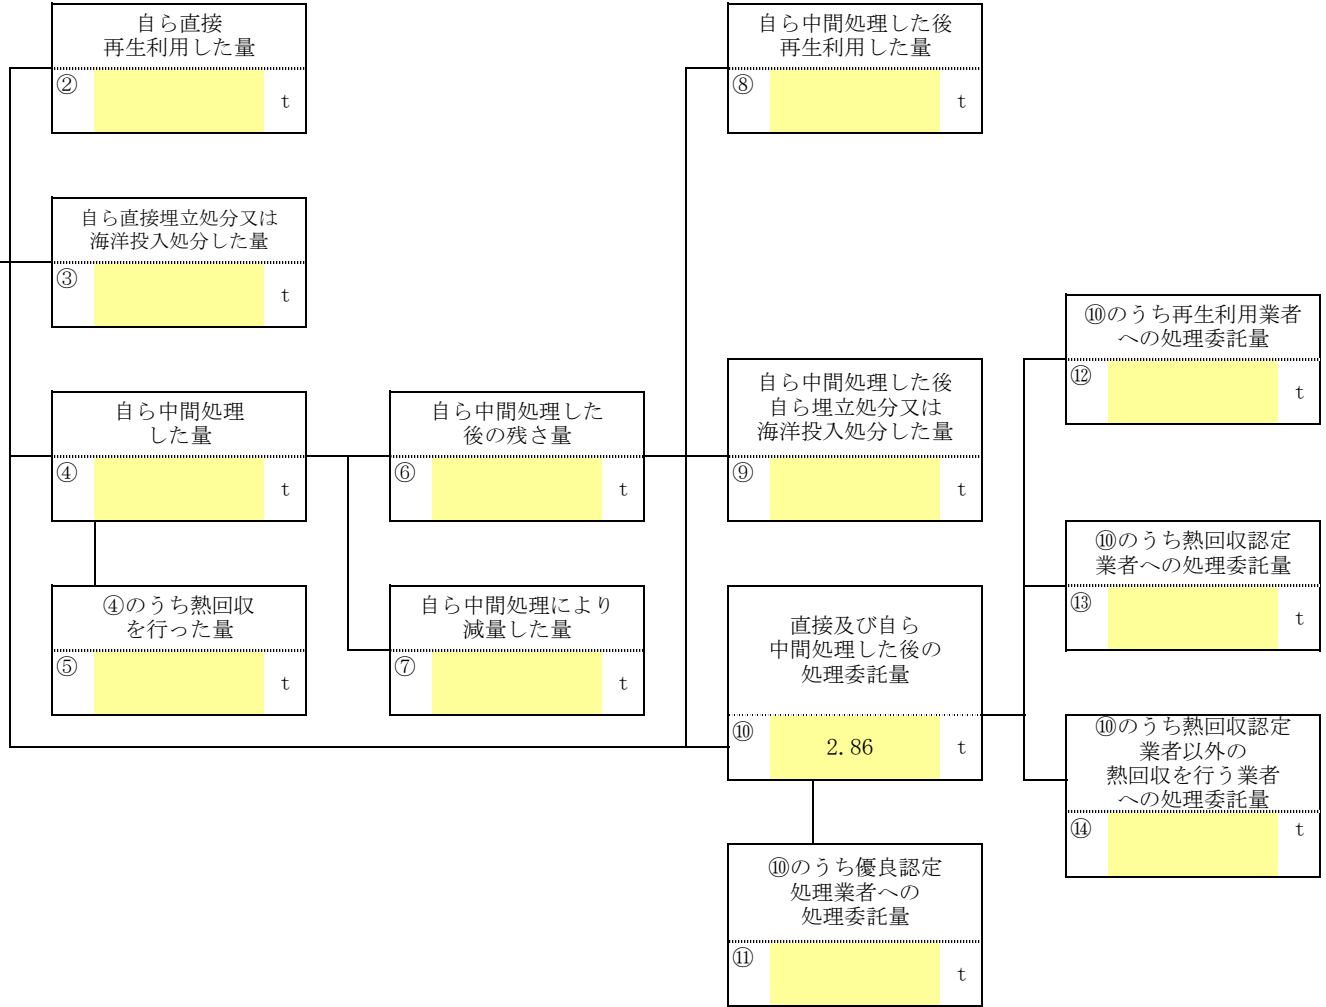 自ら直接
再生利用した量
②
t
自ら中間処理した後
再生利用した量
⑧
t
自ら直接埋立処分又は
海洋投入処分した量
③
t
⑩のうち再生利用業者
への処理委託量
⑫
t
自ら中間処理
した量
④
t
自ら中間処理した
後の残さ量
⑥
t
自ら中間処理した後
自ら埋立処分又は
海洋投入処分した量
⑨
t
⑩のうち熱回収認定
業者への処理委託量
⑬
t
④のうち熱回収
を行った量
⑤
t
自ら中間処理により
減量した量
⑦
t
直接及び自ら
中間処理した後の
処理委託量
⑩
2.86
t
⑩のうち熱回収認定
業者以外の
熱回収を行う業者
への処理委託量
⑭
t
⑩のうち優良認定
処理業者への
処理委託量
⑪
t